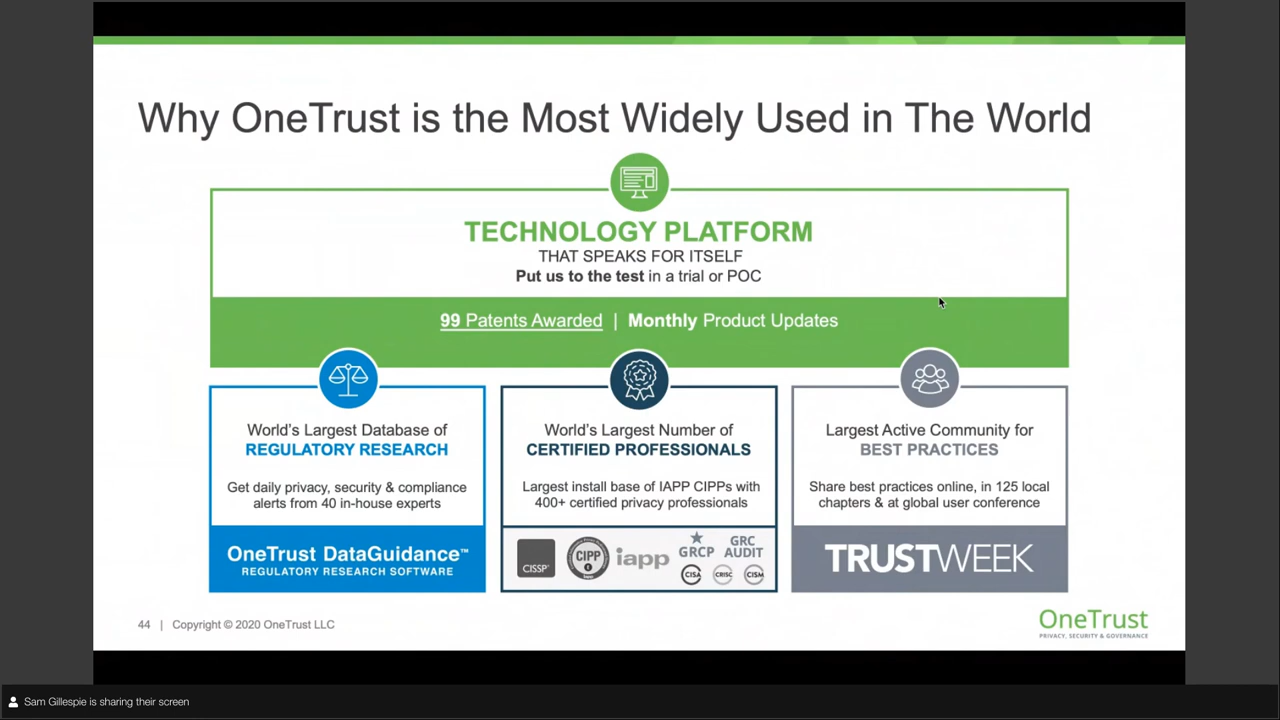 Why OneTrust is the Most Widely Used in The World
TECHNOLOGY PLATFORM
THAT SPEAKS FOR ITSELF
Put us to the test in a trial or POC
99 Patents Awarded | Monthly Product Updates
World's Largest Database of
REGULATORY RESEARCH
Get daily privacy, security & compliance
alerts from 40 in-house experts
OneTrust DataGuidance™
REGULATORY RESEARCH SOFTWARE
World's Largest Number of
CERTIFIED PROFESSIONALS
Largest install base of IAPP CIPPs with
400+ certified privacy professionals
CISSP
CIPP
iapp
GRCP
GRC
AUDIT
CISA
CRISC
CISM
Largest Active Community for
BEST PRACTICES
Share best practices online, in 125 local
chapters & at global user conference
TRUSTWEEK
44 | Copyright © 2020 OneTrust LLC
OneTrust
PRIVACY, SECURITY & GOVERNANCE
Sam Gillespie is sharing their screen